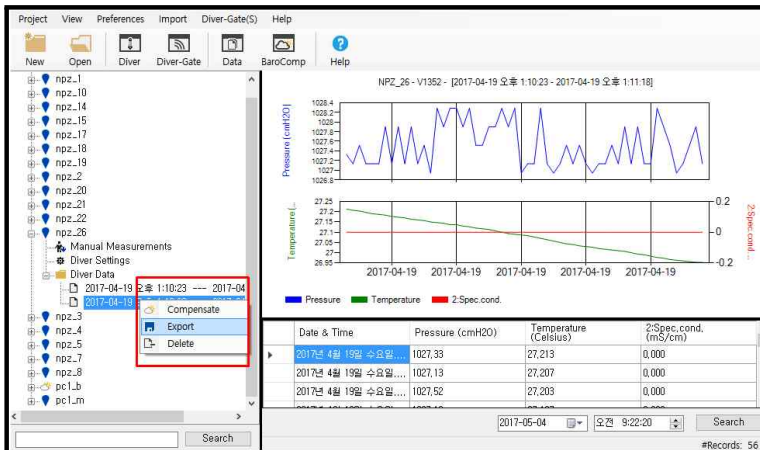 Project View Preferences Import Diver-Gate(S) Help
New Open Diver Diver-Gate Data BaroComp Help
npz_1
npz_10
npz_14
npz_15
npz_17
npz_18
npz_19
npz_2
npz_20
npz_21
npz_22
npz_26
Manual Measurements
Diver Settings
Diver Data
2017-04-19 오후 1:10:23 --- 2017-04
2017-04-19
Compensate
Export
Delete
npz_3
npz_4
npz_5
npz_7
npz_8
pc1_b
pc1_m
Search
NPZ_26 - V1352 - [2017-04-19 오후 1:10:23 - 2017-04-19 오후 1:11:18]
Pressure (cmH2O)
1028.4
1028.2
1028
1027.8
1027.6
1027.4
1027.2
1027
1026.8
Temperature (..
27.25
27.2
27.15
27.1
27.05
27
26.95
0.2
0
-0.2
2:Spec.cond...
2017-04-19 2017-04-19 2017-04-19 2017-04-19 2017-04-19
Pressure Temperature 2:Spec.cond.
Date & Time Pressure (cmH2O) Temperature (Celsius) 2:Spec.cond. (mS/cm)
2017년 4월 19일 수요일.... 1027,33 27,213 0,000
2017년 4월 19일 수요일.... 1027,13 27,207 0,000
2017년 4월 19일 수요일.... 1027,52 27,203 0,000
2017-05-04 오전 9:22:20 Search
#Records: 56